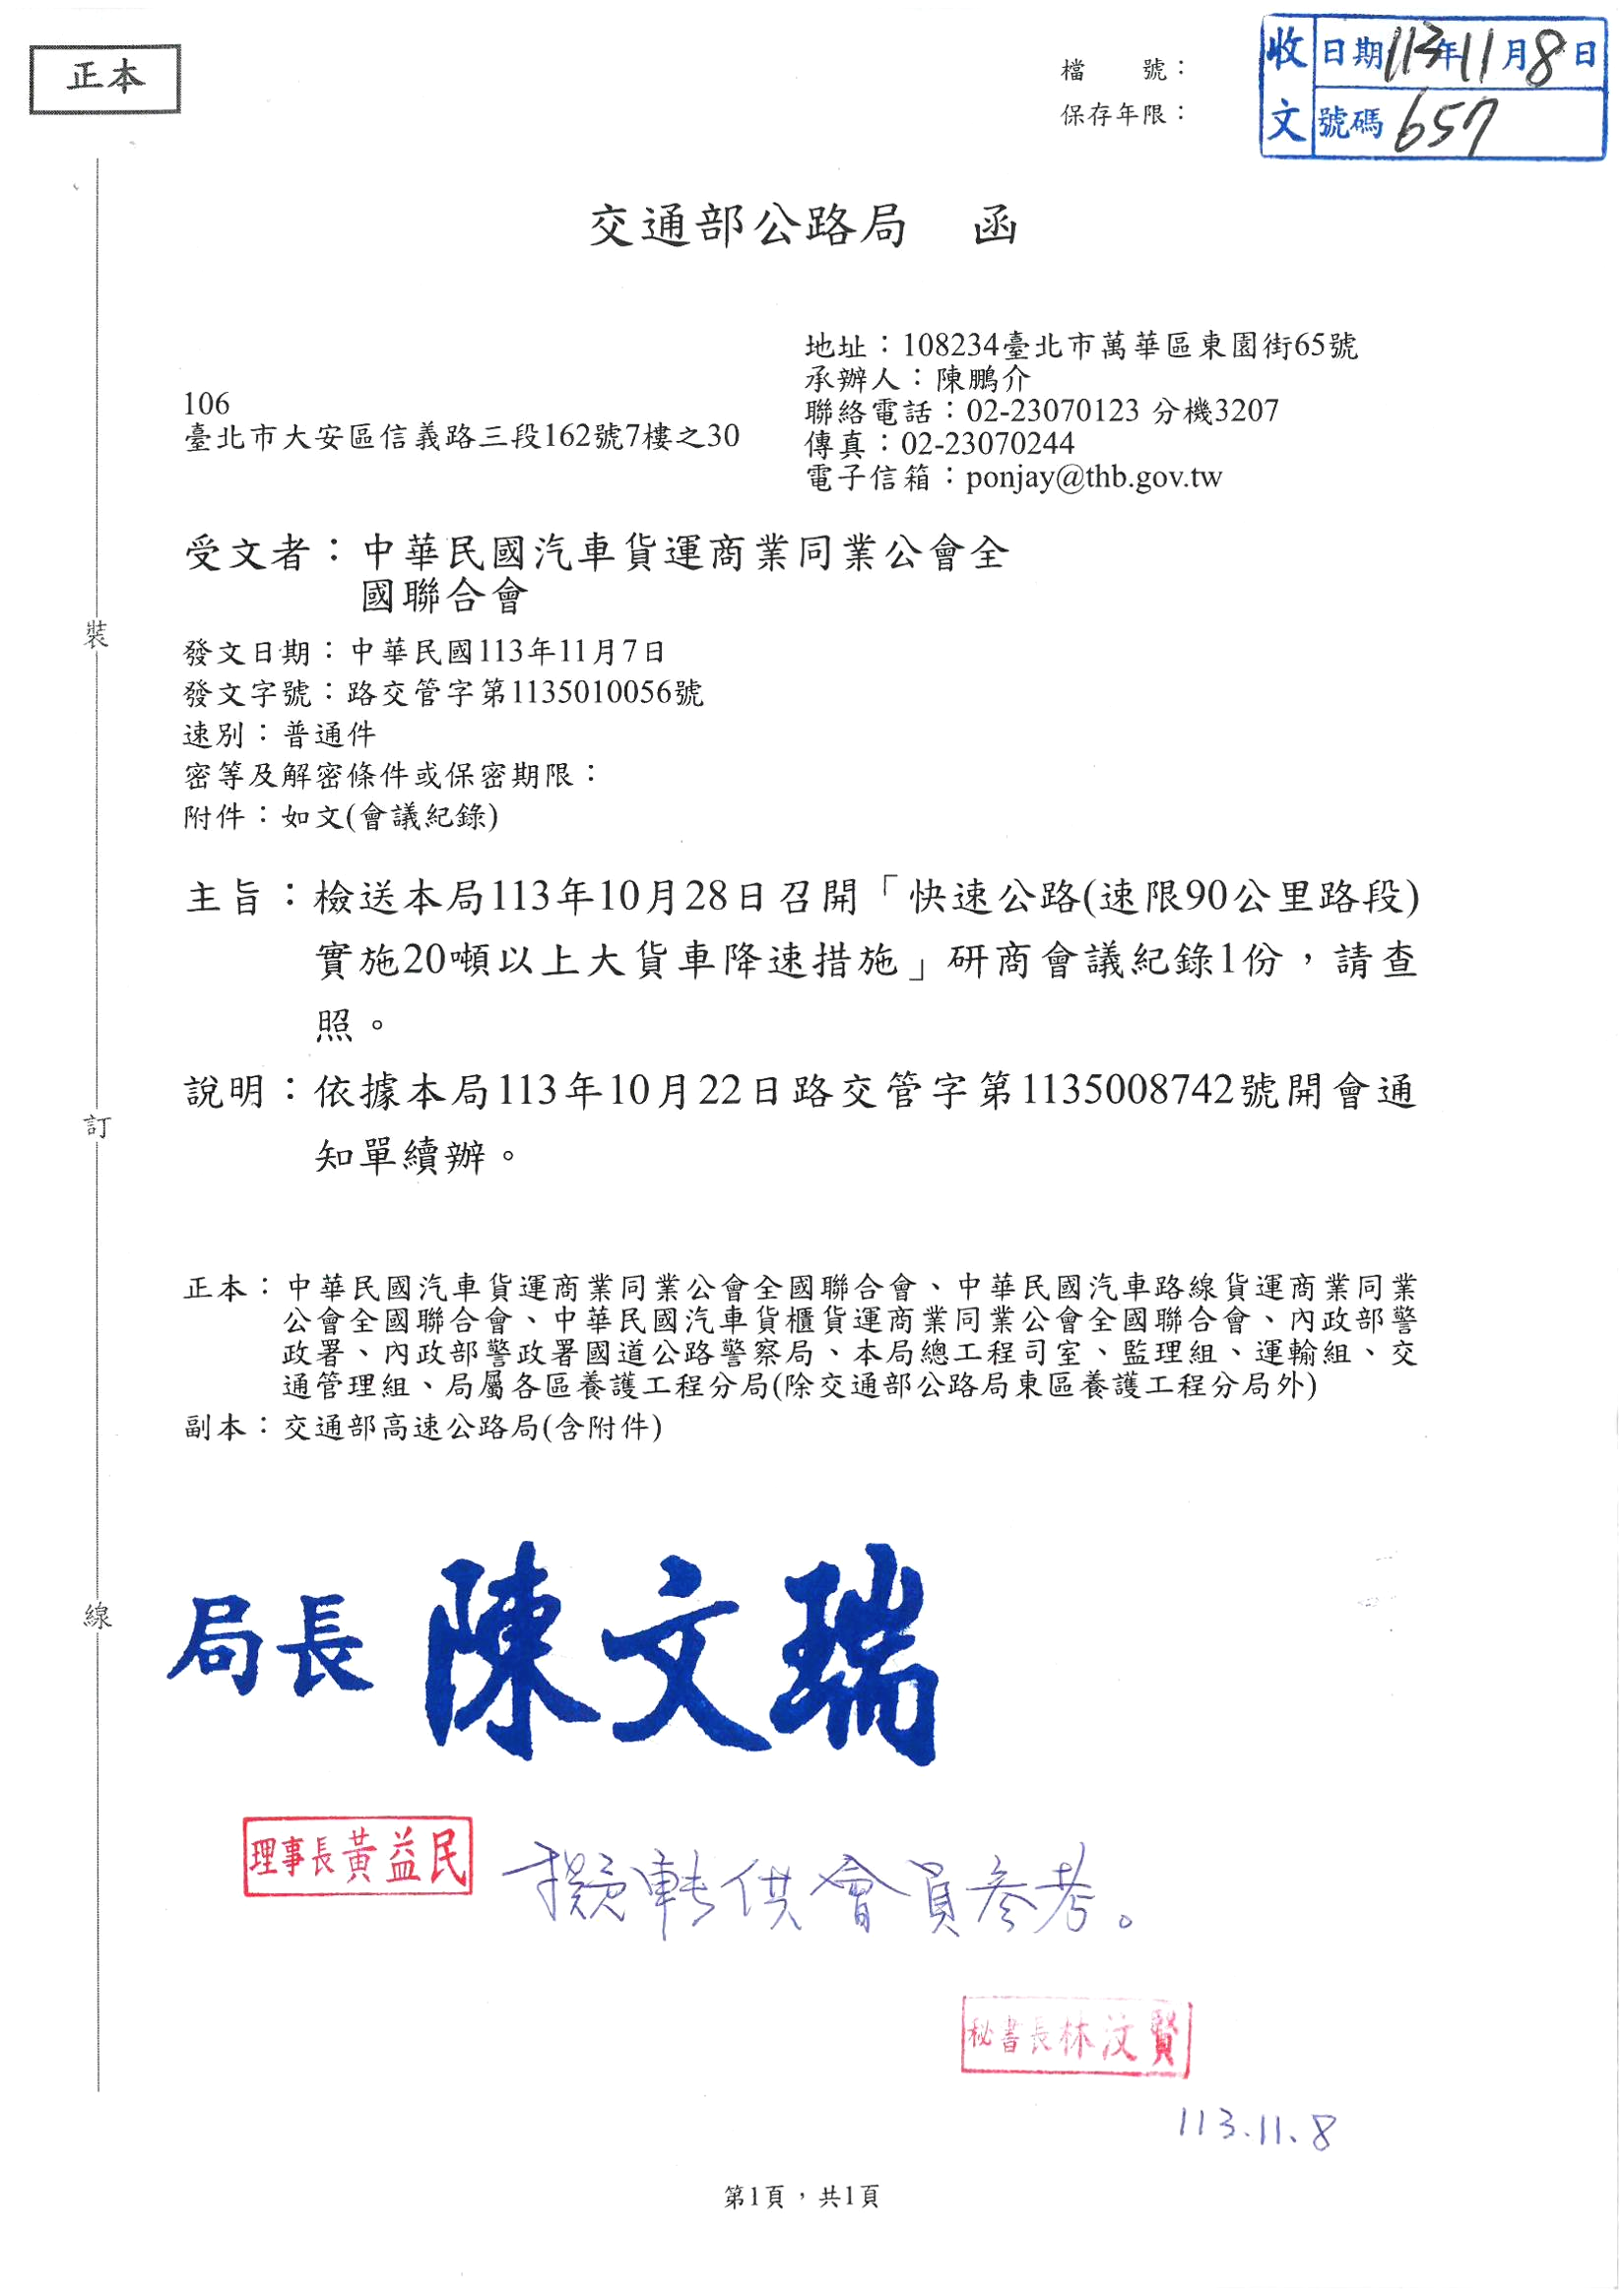 正本
檔　　號：
保存年限：
收文 日期113年11月8日
號碼 657
交通部公路局　函
地址：108234臺北市萬華區東園街65號
承辦人：陳鵬介
聯絡電話：02-23070123 分機3207
傳真：02-23070244
電子信箱：ponjay@thb.gov.tw
106
臺北市大安區信義路三段162號7樓之30
受文者：中華民國汽車貨運商業同業公會全
國聯合會
發文日期：中華民國113年11月7日
發文字號：路交管字第1135010056號
速別：普通件
密等及解密條件或保密期限：
附件：如文(會議紀錄)
主旨：檢送本局113年10月28日召開「快速公路(速限90公里路段)
實施20噸以上大貨車降速措施」研商會議紀錄1份，請查
照。
說明：依據本局113年10月22日路交管字第1135008742號開會通
知單續辦。
正本：中華民國汽車貨運商業同業公會全國聯合會、中華民國汽車路線貨運商業同業
公會全國聯合會、中華民國汽車貨櫃貨運商業同業公會全國聯合會、內政部警
政署、內政部警政署國道公路警察局、本局總工程司室、監理組、運輸組、交
通管理組、局屬各區養護工程分局(除交通部公路局東區養護工程分局外)
副本：交通部高速公路局(含附件)
裝
訂
線
局長 陳文瑞
理事長黃益民
擬轉供會員參考。
秘書長林汶賢
113.11.8
第1頁，共1頁